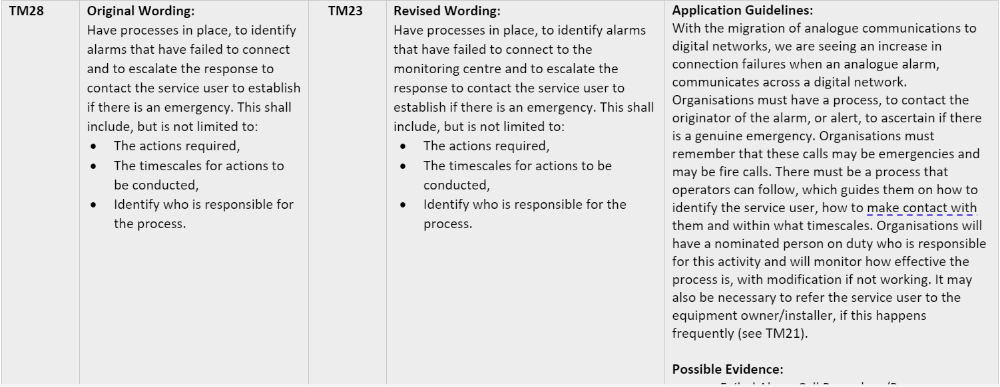 TM28
Original Wording:
Have processes in place, to identify
alarms that have failed to connect
and to escalate the response to
contact the service user to establish
if there is an emergency. This shall
include, but is not limited to:
• The actions required,
• The timescales for actions to
be conducted,
• Identify who is responsible for
the process.
TM23
Revised Wording:
Have processes in place, to identify alarms
that have failed to connect to the
monitoring centre and to escalate the
response to contact the service user to
establish if there is an emergency. This shall
include, but is not limited to:
• The actions required,
• The timescales for actions to be
conducted,
• Identify who is responsible for the
process.
Application Guidelines:
With the migration of analogue communications to
digital networks, we are seeing an increase in
connection failures when an analogue alarm,
communicates across a digital network.
Organisations must have a process, to contact the
originator of the alarm, or alert, to ascertain if there
is a genuine emergency. Organisations must
remember that these calls may be emergencies and
may be fire calls. There must be a process that
operators can follow, which guides them on how to
identify the service user, how to make contact with
them and within what timescales. Organisations will
have a nominated person on duty who is responsible
for this activity and will monitor how effective the
process is, with modification if not working. It may
also be necessary to refer the service user to the
equipment owner/installer, if this happens
frequently (see TM21).
Possible Evidence: